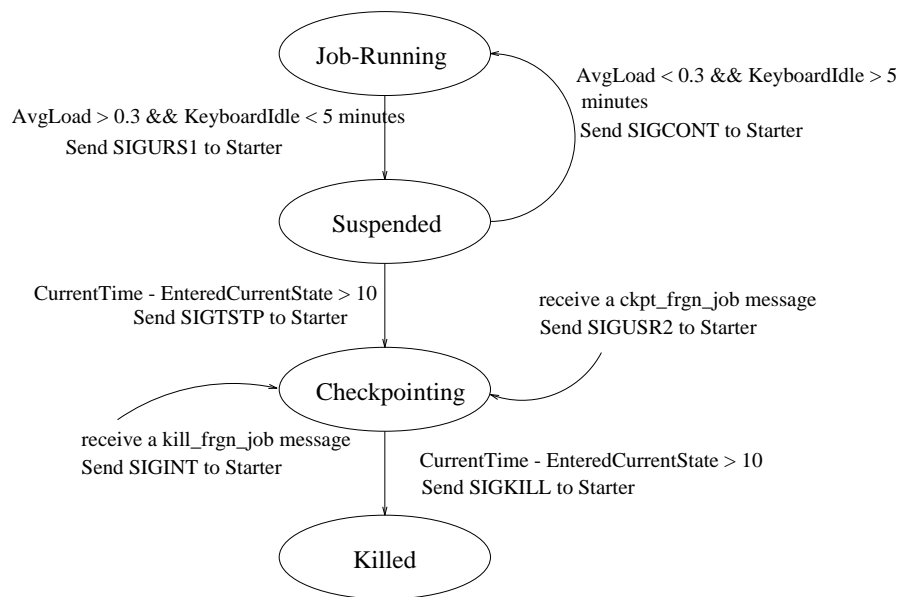 Job-Running
AvgLoad < 0.3 && KeyboardIdle > 5
minutes
Send SIGCONT to Starter
AvgLoad > 0.3 && KeyboardIdle < 5 minutes
Send SIGURS1 to Starter
Suspended
CurrentTime - EnteredCurrentState > 10
Send SIGTSTP to Starter
receive a ckpt_frgn_job message
Send SIGUSR2 to Starter
Checkpointing
receive a kill_frgn_job message
Send SIGINT to Starter
CurrentTime - EnteredCurrentState > 10
Send SIGKILL to Starter
Killed